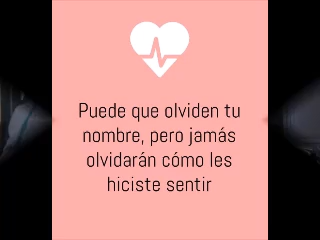 Puede que olviden tu
nombre, pero jamás
olvidarán cómo les
hiciste sentir